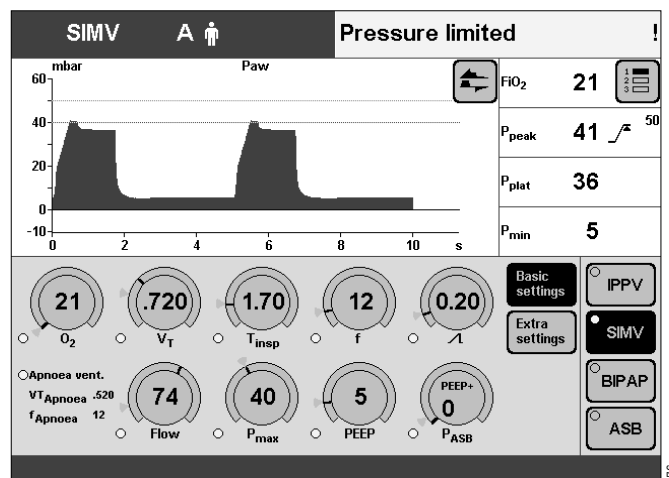 SIMV A Pressure limited !
mbar Paw
60
40
20
0
-10
0 2 4 6 8 10 s
FiO2 21 1 2 3
Ppeak 41 50
Pplat 36
Pmin 5
21 .720 1.70 12 0.20
O2 VT Tinsp f
Basic settings
Extra settings
IPPV
SIMV
BIPAP
ASB
Apnoea vent.
VTApnoea .520
fApnoea 12
74 40 5 PEEP+ 0
Flow Pmax PEEP PASB